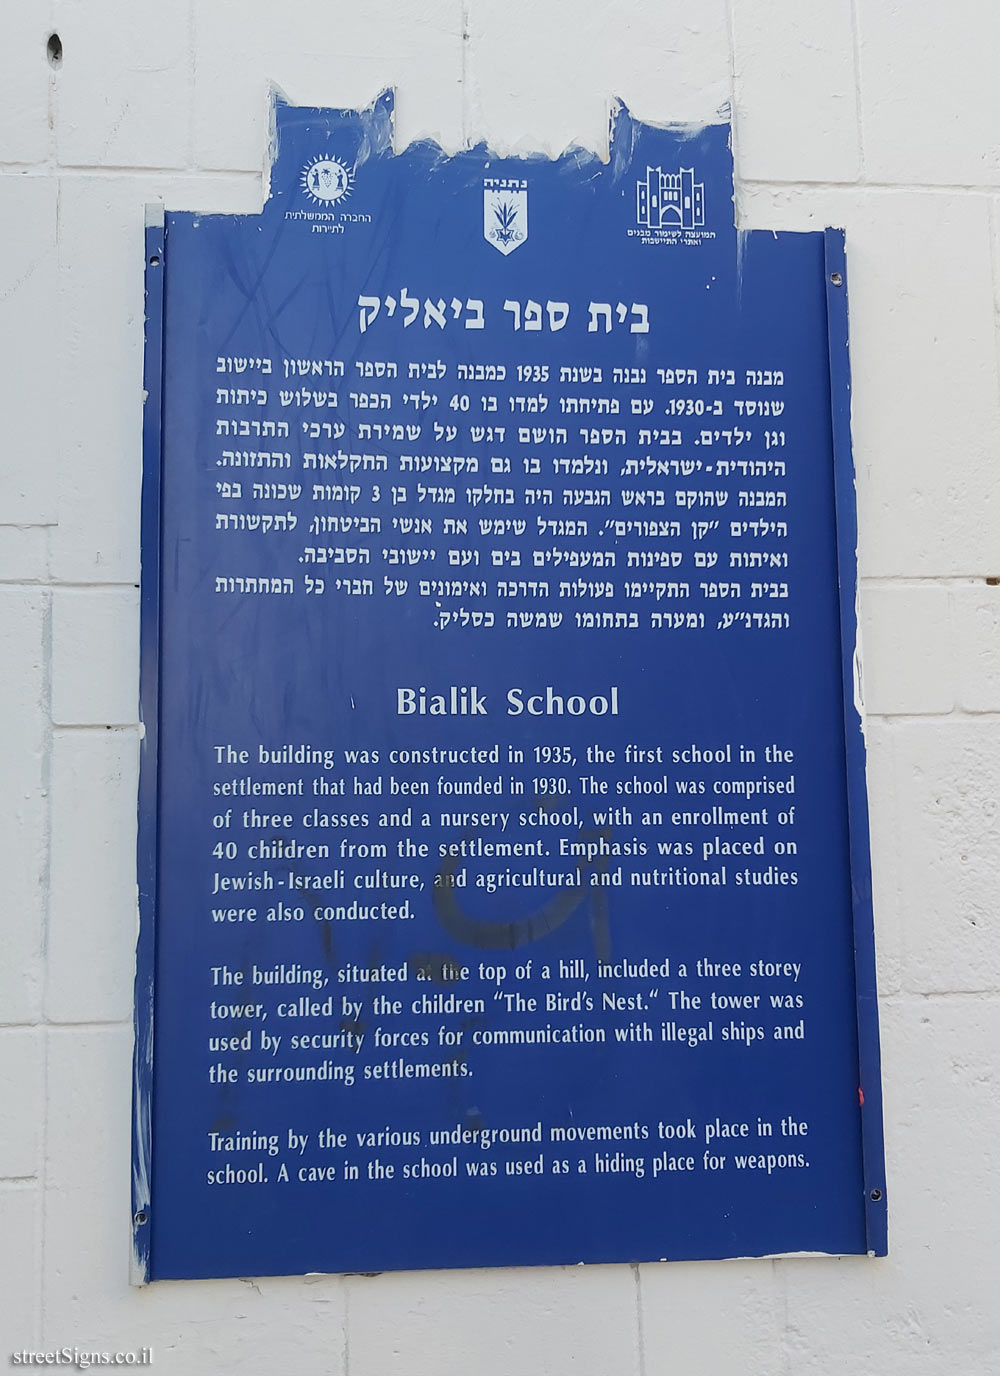 החברה הממשלתית
לתיירות
נתניה
המועצה לשימור מבנים
ואתרי התיישבות
בית ספר ביאליק
מבנה בית הספר נבנה בשנת 1935 כמבנה לבית הספר הראשון ביישוב
שנוסד ב-1930. עם פתיחתו למדו בו 40 ילדי הכפר בשלוש כיתות
וגן ילדים. בבית הספר הושם דגש על שמירת ערכי התרבות
היהודית-ישראלית, ונלמדו בו גם מקצועות החקלאות והתזונה.
המבנה שהוקם בראש הגבעה היה בחלקו מגדל בן 3 קומות שכונה בפי
הילדים "קן הצפורים". המגדל שימש את אנשי הביטחון, לתקשורת
ואיתות עם ספינות המעפילים בים ועם יישובי הסביבה.
בבית הספר התקיימו פעולות הדרכה ואימונים של חברי כל המחתרות
והגדנ"ע, ומערה בתחומו שמשה כסליק.
Bialik School
The building was constructed in 1935, the first school in the
settlement that had been founded in 1930. The school was comprised
of three classes and a nursery school, with an enrollment of
40 children from the settlement. Emphasis was placed on
Jewish-Israeli culture, and agricultural and nutritional studies
were also conducted.
The building, situated at the top of a hill, included a three storey
tower, called by the children "The Bird's Nest." The tower was
used by security forces for communication with illegal ships and
the surrounding settlements.
Training by the various underground movements took place in the
school. A cave in the school was used as a hiding place for weapons.
streetSigns.co.il